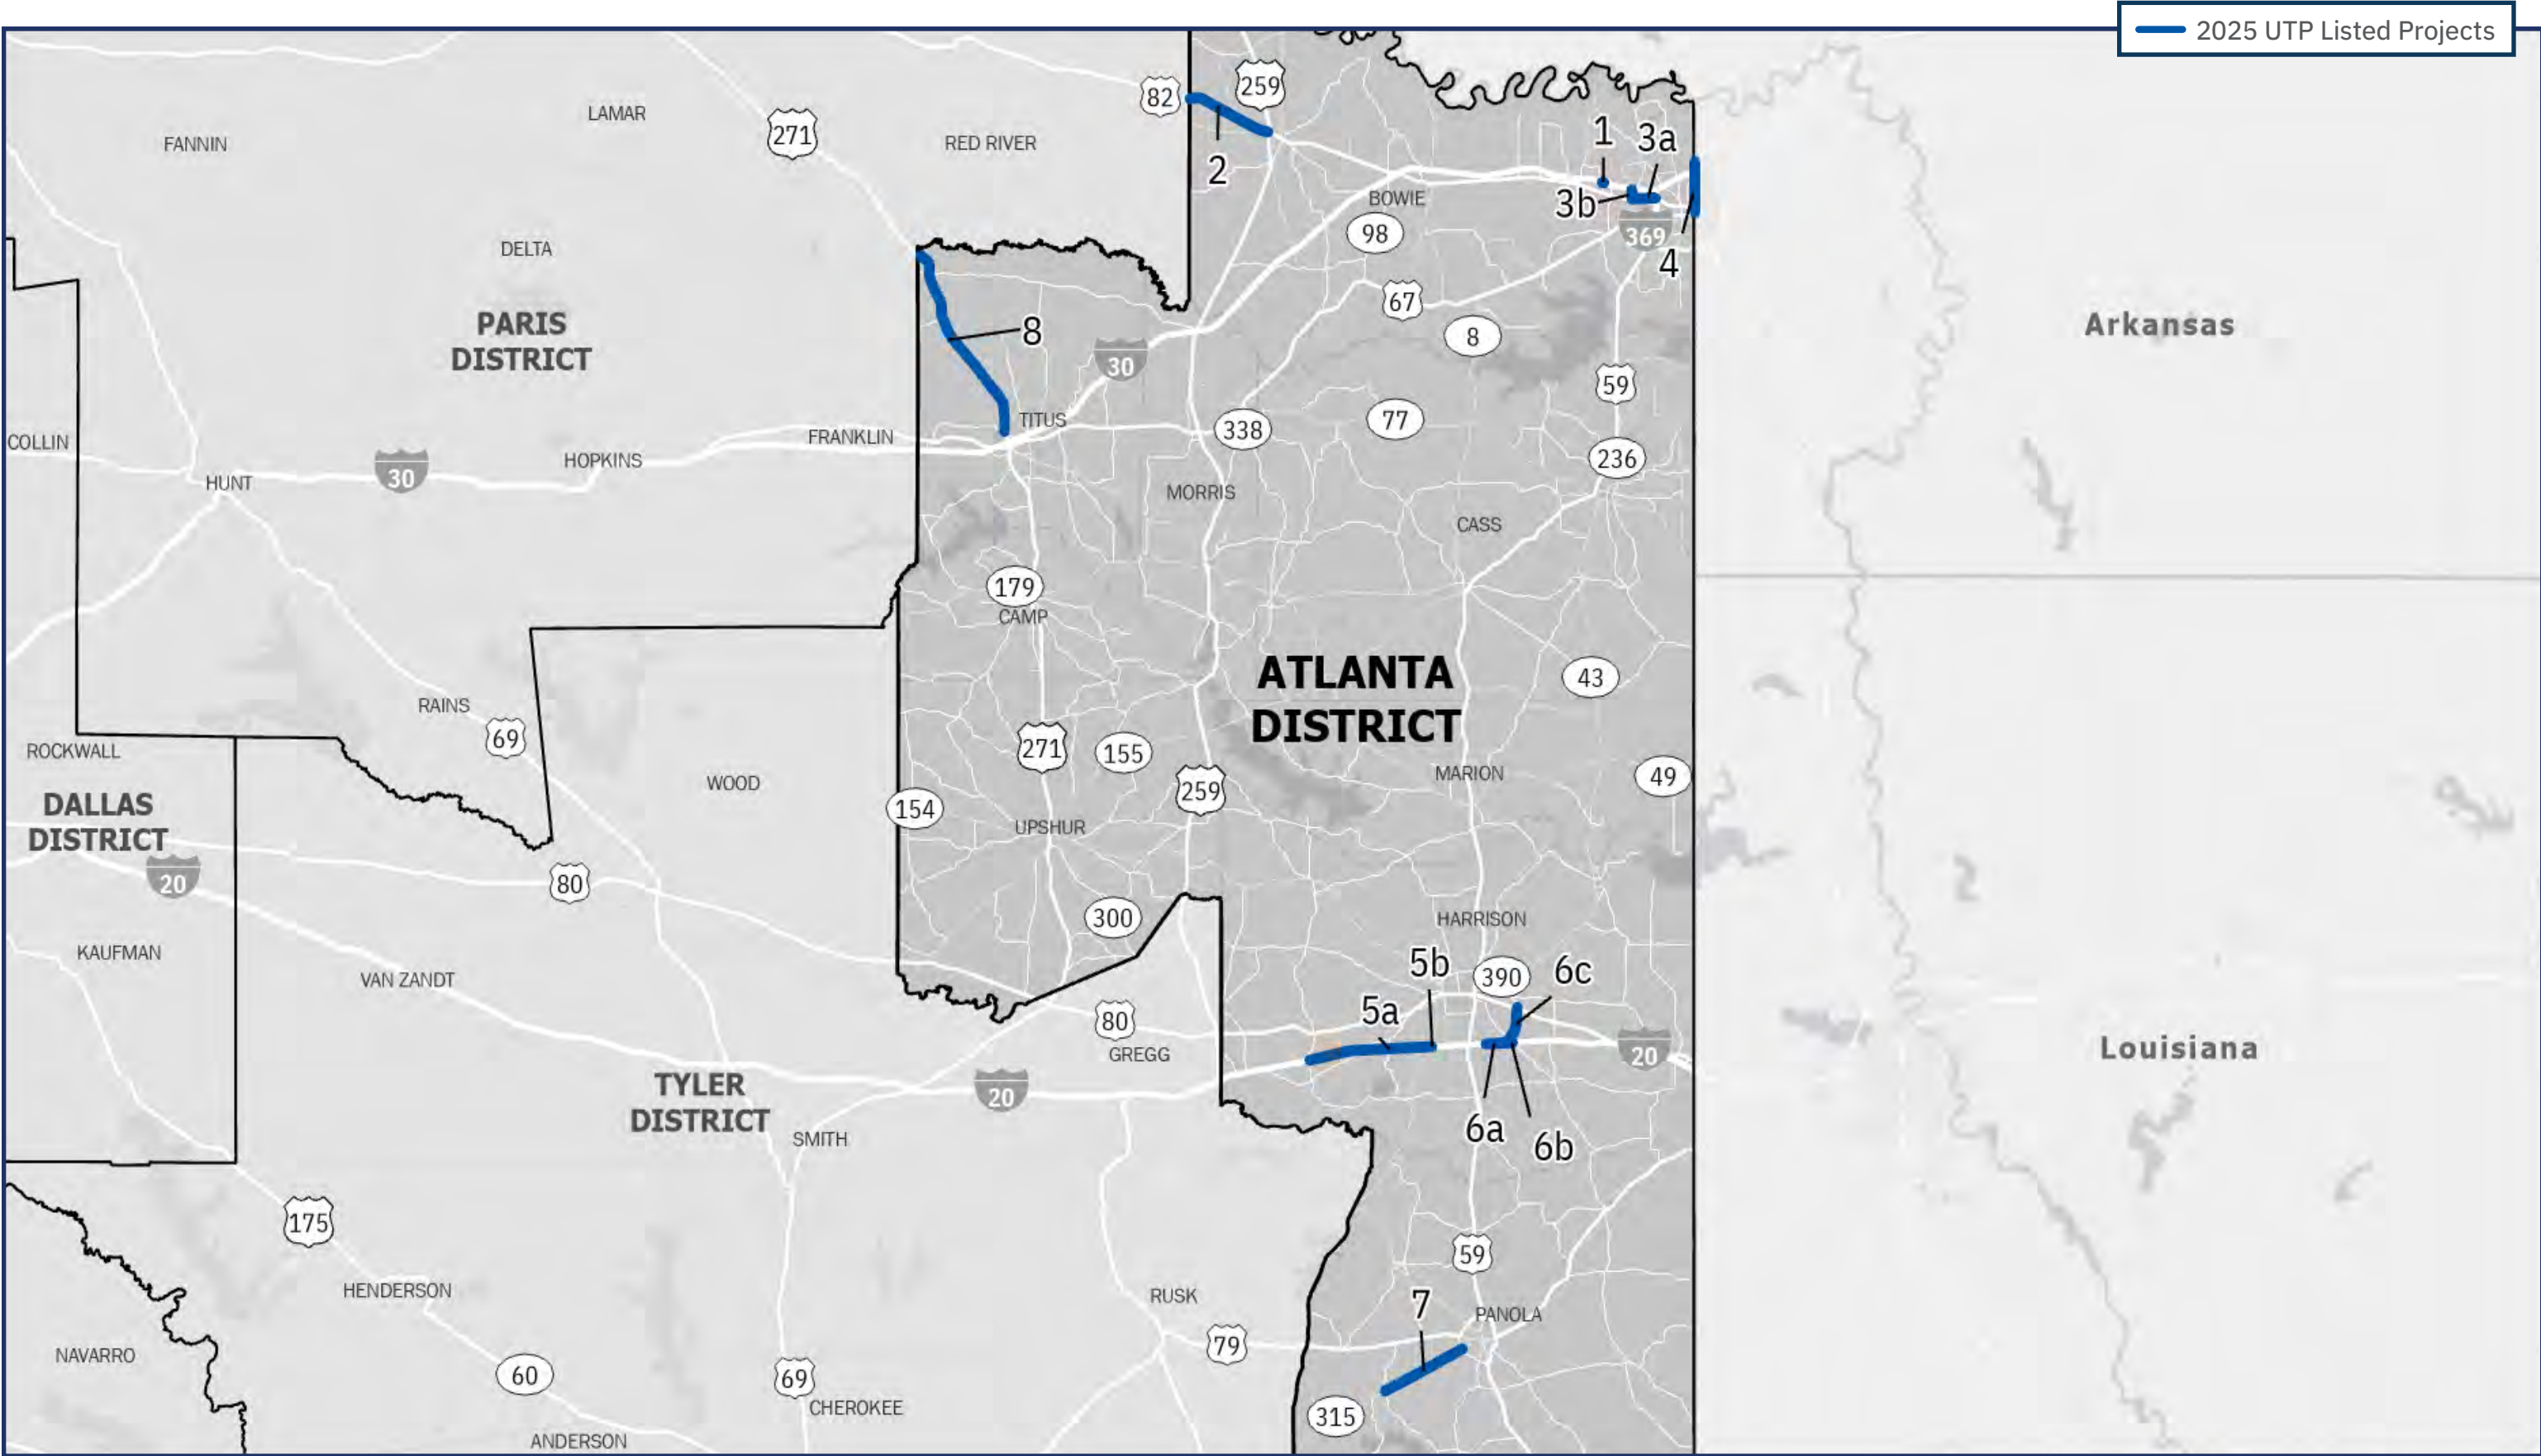 2025 UTP Listed Projects
82
259
LAMAR
271
FANNIN
RED RIVER
1
3a
2
BOWIE
3b
98
369
DELTA
4
67
PARIS
DISTRICT
8
8
Arkansas
30
59
TITUS
77
338
COLLIN
FRANKLIN
236
HOPKINS
30
HUNT
MORRIS
CASS
179
CAMP
ATLANTA
DISTRICT
43
RAINS
69
271
155
ROCKWALL
WOOD
MARION
49
259
DALLAS
DISTRICT
154
UPSHUR
20
80
300
HARRISON
KAUFMAN
5b
390
6c
VAN ZANDT
5a
80
GREGG
20
Louisiana
TYLER
DISTRICT
20
6a
6b
SMITH
175
59
HENDERSON
RUSK
7
PANOLA
79
NAVARRO
60
69
CHEROKEE
315
ANDERSON